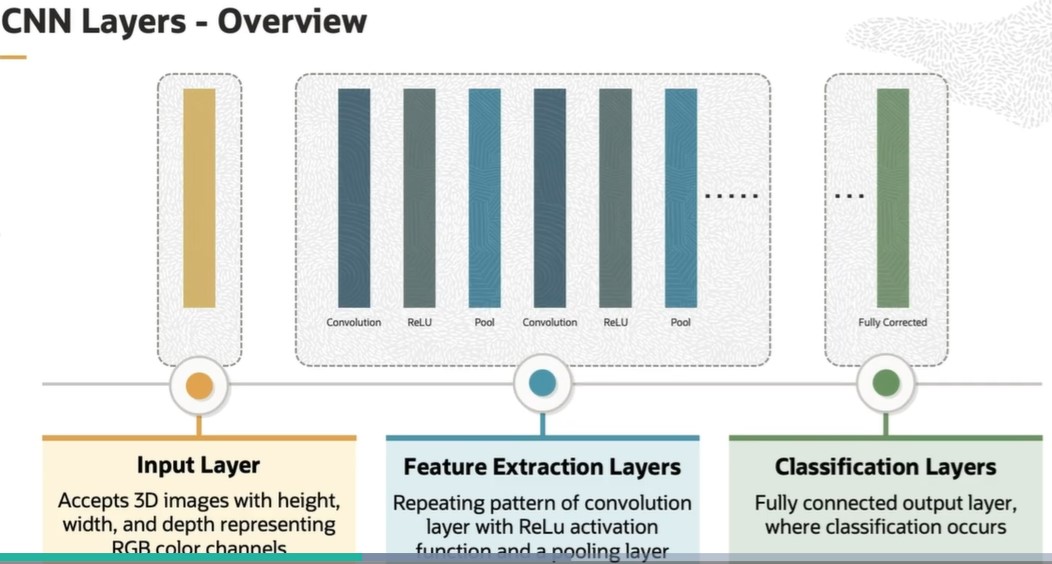 CNN Layers - Overview
Convolution
ReLU
Pool
Convolution
ReLU
Pool
Fully Corrected
Input Layer
Accepts 3D images with height,
width, and depth representing
RGB color channels
Feature Extraction Layers
Repeating pattern of convolution
layer with ReLu activation
function and a pooling layer
Classification Layers
Fully connected output layer,
where classification occurs